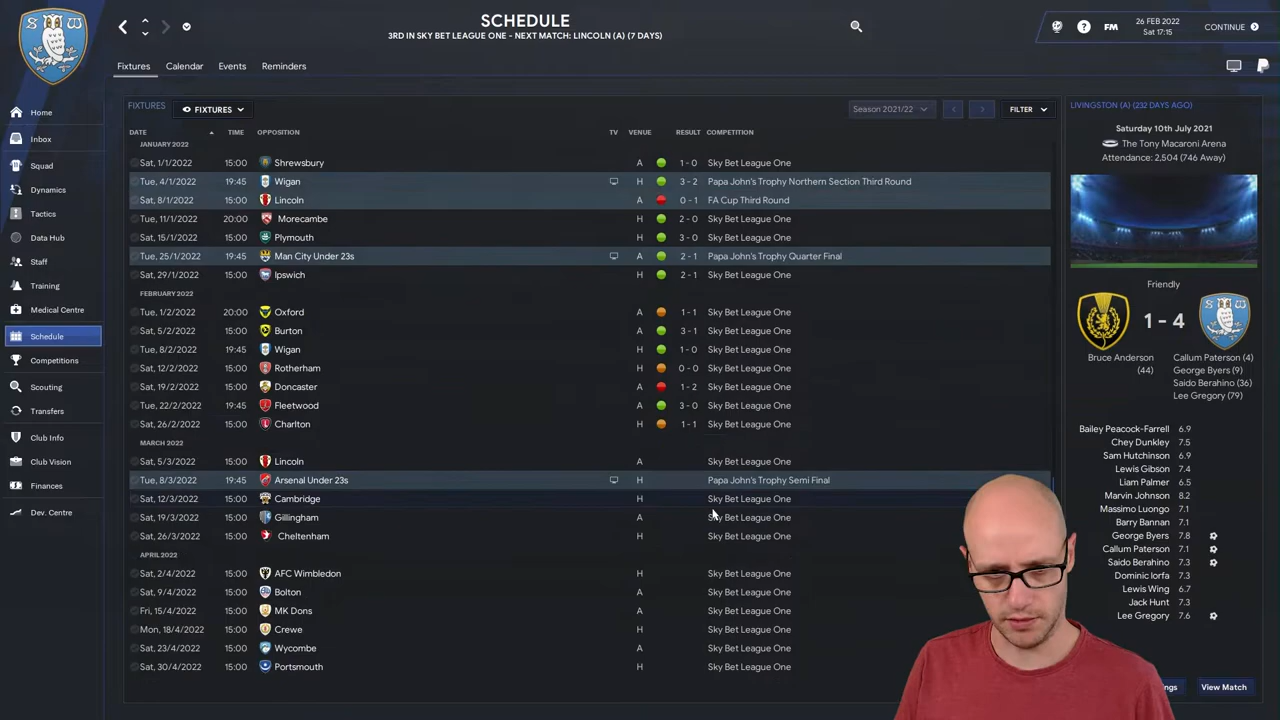 SCHEDULE
3RD IN SKY BET LEAGUE ONE - NEXT MATCH: LINCOLN (A) (7 DAYS)
FM
26 FEB 2022
Sat 17:15
CONTINUE
Fixtures Calendar Events Reminders
Home
Inbox
Squad
Dynamics
Tactics
Data Hub
Staff
Training
Medical Centre
Schedule
Competitions
Scouting
Transfers
Club Info
Club Vision
Finances
Dev. Centre
FIXTURES FIXTURES Season 2021/22 FILTER
DATE TIME OPPOSITION TV VENUE RESULT COMPETITION
JANUARY 2022
Sat, 1/1/2022 15:00 Shrewsbury A 1 - 0 Sky Bet League One
Tue, 4/1/2022 19:45 Wigan H 3 - 2 Papa John's Trophy Northern Section Third Round
Sat, 8/1/2022 15:00 Lincoln A 0 - 1 FA Cup Third Round
Tue, 11/1/2022 20:00 Morecambe H 2 - 0 Sky Bet League One
Sat, 15/1/2022 15:00 Plymouth H 3 - 0 Sky Bet League One
Tue, 25/1/2022 19:45 Man City Under 23s A 2 - 1 Papa John's Trophy Quarter Final
Sat, 29/1/2022 15:00 Ipswich H 2 - 1 Sky Bet League One
FEBRUARY 2022
Tue, 1/2/2022 20:00 Oxford A 1 - 1 Sky Bet League One
Sat, 5/2/2022 15:00 Burton A 3 - 1 Sky Bet League One
Tue, 8/2/2022 19:45 Wigan H 1 - 0 Sky Bet League One
Sat, 12/2/2022 15:00 Rotherham H 0 - 0 Sky Bet League One
Sat, 19/2/2022 15:00 Doncaster A 1 - 2 Sky Bet League One
Tue, 22/2/2022 19:45 Fleetwood A 3 - 0 Sky Bet League One
Sat, 26/2/2022 15:00 Charlton H 1 - 1 Sky Bet League One
MARCH 2022
Sat, 5/3/2022 15:00 Lincoln A Sky Bet League One
Tue, 8/3/2022 19:45 Arsenal Under 23s H Papa John's Trophy Semi Final
Sat, 12/3/2022 15:00 Cambridge H Sky Bet League One
Sat, 19/3/2022 15:00 Gillingham A Sky Bet League One
Sat, 26/3/2022 15:00 Cheltenham H Sky Bet League One
APRIL 2022
Sat, 2/4/2022 15:00 AFC Wimbledon H Sky Bet League One
Sat, 9/4/2022 15:00 Bolton A Sky Bet League One
Fri, 15/4/2022 15:00 MK Dons A Sky Bet League One
Mon, 18/4/2022 15:00 Crewe H Sky Bet League One
Sat, 23/4/2022 15:00 Wycombe A Sky Bet League One
Sat, 30/4/2022 15:00 Portsmouth H Sky Bet League One
LIVINGSTON (A) (232 DAYS AGO)
Saturday 10th July 2021
The Tony Macaroni Arena
Attendance: 2,504 (746 Away)
Friendly
1 - 4
Bruce Anderson (44)
Callum Paterson (4)
George Byers (9)
Saido Berahino (36)
Lee Gregory (79)
Bailey Peacock-Farrell 6.9
Chey Dunkley 7.5
Sam Hutchinson 6.9
Lewis Gibson 7.4
Liam Palmer 6.5
Marvin Johnson 8.2
Massimo Luongo 7.1
Barry Bannan 7.1
George Byers 7.8
Callum Paterson 7.1
Saido Berahino 7.3
Dominic Iorfa 7.3
Lewis Wing 6.7
Jack Hunt 7.3
Lee Gregory 7.6
View Match